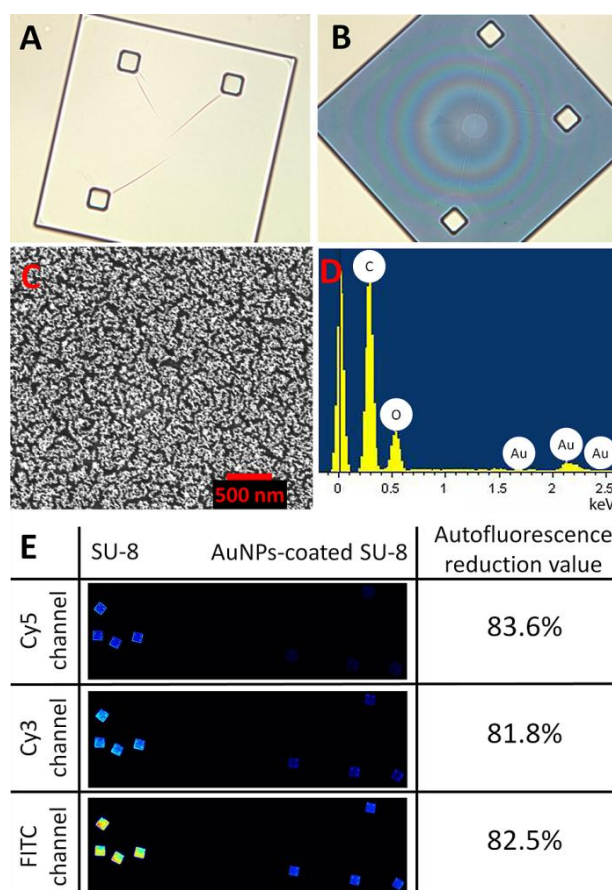 A
B
C
500 nm
D
C
O
Au
Au
Au
0
0.5
1
1.5
2
2.5
keV
E
SU-8
AuNPs-coated SU-8
Autofluorescence
reduction value
Cy5
channel
83.6%
Cy3
channel
81.8%
FITC
channel
82.5%